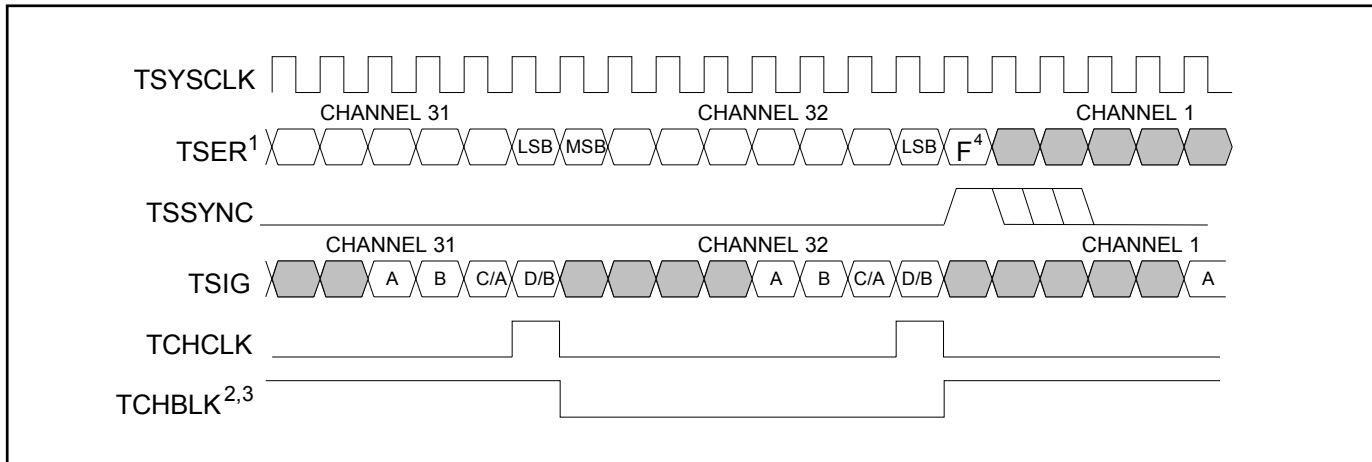 TSYSCLK
CHANNEL 31 CHANNEL 32 CHANNEL 1
TSER¹ LSB MSB LSB F⁴
TSSYNC
CHANNEL 31 CHANNEL 32 CHANNEL 1
TSIG A B C/A D/B A B C/A D/B A
TCHCLK
TCHBLK²,³